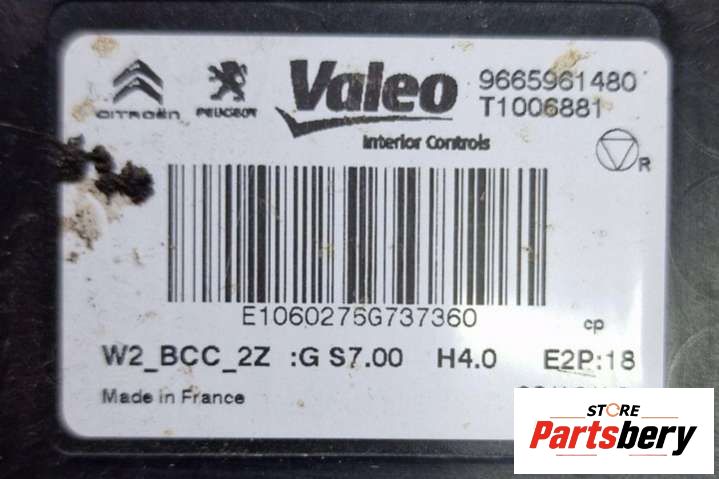 CITROËN PEUGEOT Valeo 9665961480
T1006881
Interior Controls
R
E1060276G737360
cp
W2_BCC_2Z :G S7.00 H4.0 E2P:18
Made in France
STORE
Partsbery